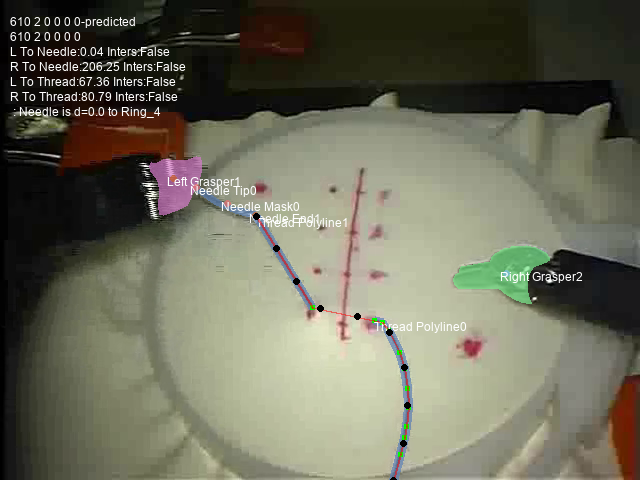 610 2 0 0 0 0-predicted
610 2 0 0 0 0
L To Needle:0.04 Inters:False
R To Needle:206.25 Inters:False
L To Thread:67.36 Inters:False
R To Thread:80.79 Inters:False
: Needle is d=0.0 to Ring_4
Left Grasper1
Needle Tip0
Needle Mask0
Needle End1
Thread Polyline1
Right Grasper2
Thread Polyline0